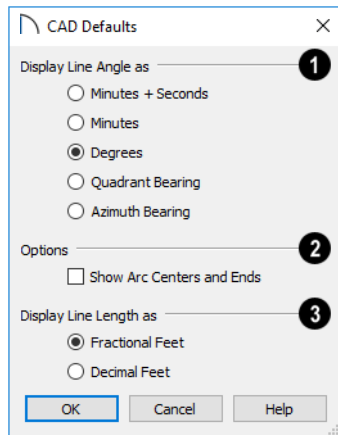 CAD Defaults
Display Line Angle as 1
Minutes + Seconds
Minutes
Degrees
Quadrant Bearing
Azimuth Bearing
Options 2
Show Arc Centers and Ends
Display Line Length as 3
Fractional Feet
Decimal Feet
OK Cancel Help